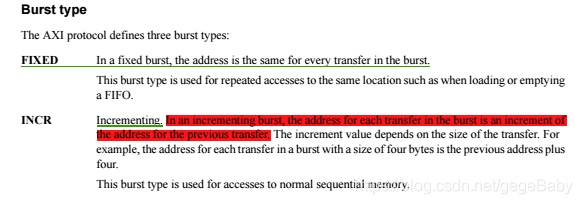 Burst type
The AXI protocol defines three burst types:
FIXED In a fixed burst, the address is the same for every transfer in the burst.
This burst type is used for repeated accesses to the same location such as when loading or emptying
a FIFO.
INCR Incrementing. In an incrementing burst, the address for each transfer in the burst is an increment of
the address for the previous transfer. The increment value depends on the size of the transfer. For
example, the address for each transfer in a burst with a size of four bytes is the previous address plus
four.
This burst type is used for accesses to normal sequential memory.
blog.csdn.net/gegeBaby